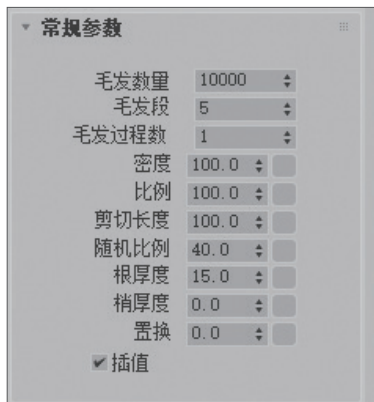 常规参数
毛发数量 10000
毛发段 5
毛发过程数 1
密度 100.0
比例 100.0
剪切长度 100.0
随机比例 40.0
根厚度 15.0
梢厚度 0.0
置换 0.0
插值